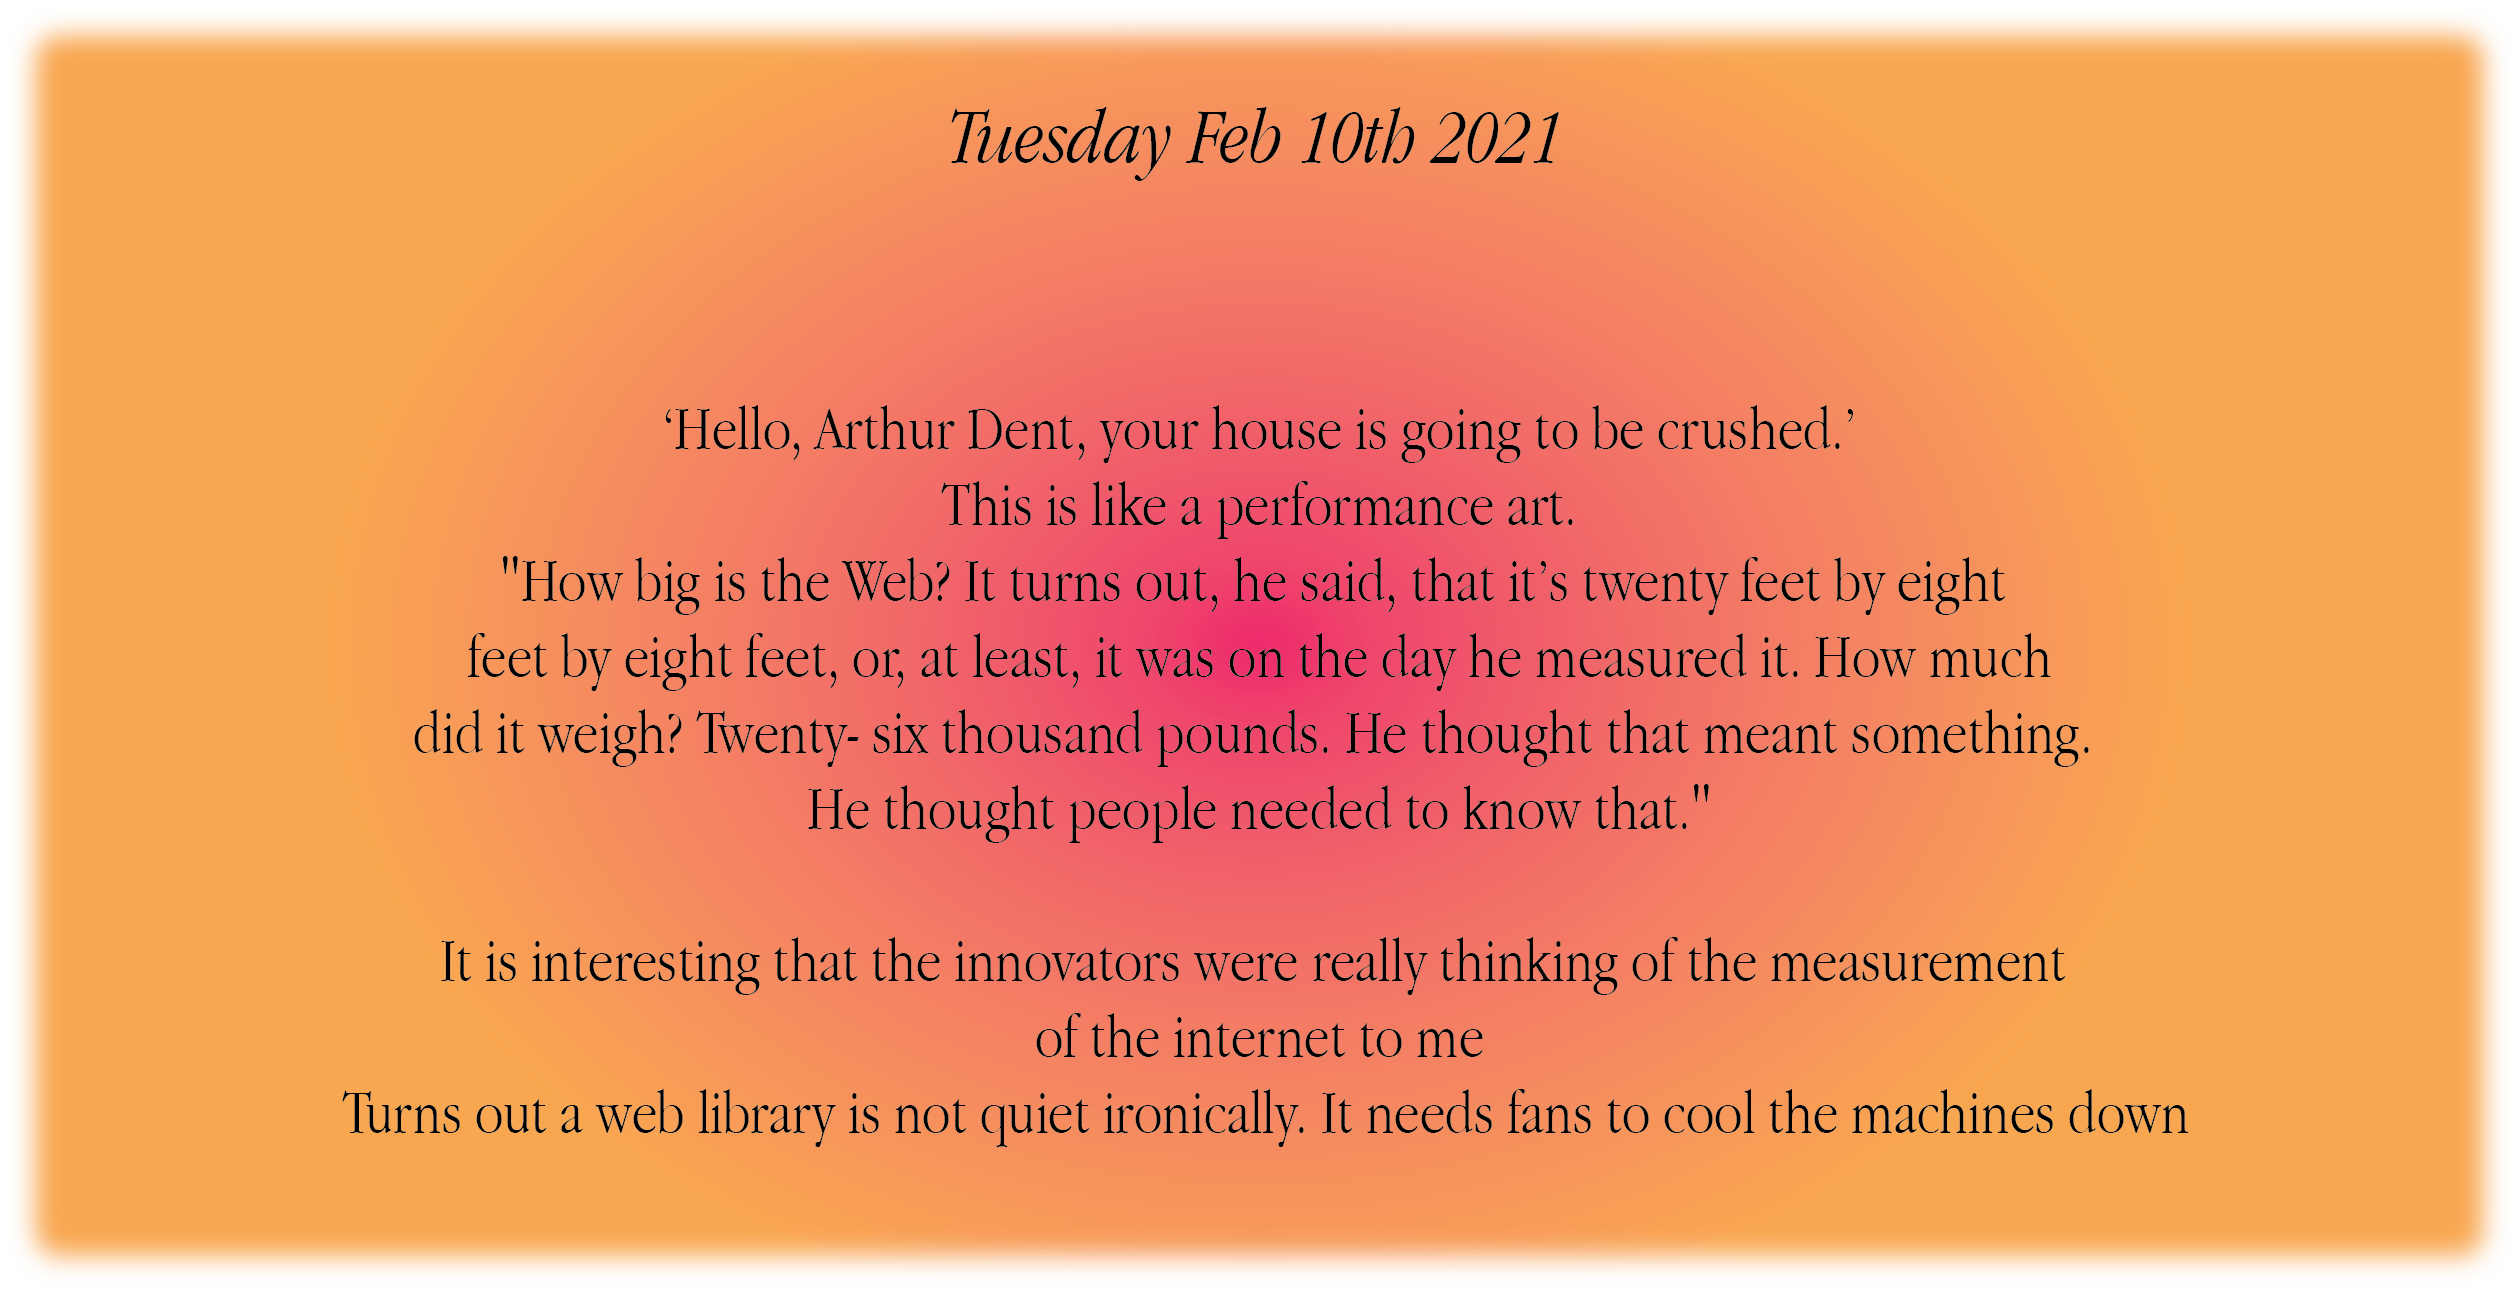 Tuesday Feb 10th 2021
‘Hello, Arthur Dent, your house is going to be crushed.’
This is like a performance art.
"How big is the Web? It turns out, he said, that it’s twenty feet by eight
feet by eight feet, or, at least, it was on the day he measured it. How much
did it weigh? Twenty- six thousand pounds. He thought that meant something.
He thought people needed to know that."
It is interesting that the innovators were really thinking of the measurement
of the internet to me
Turns out a web library is not quiet ironically. It needs fans to cool the machines down